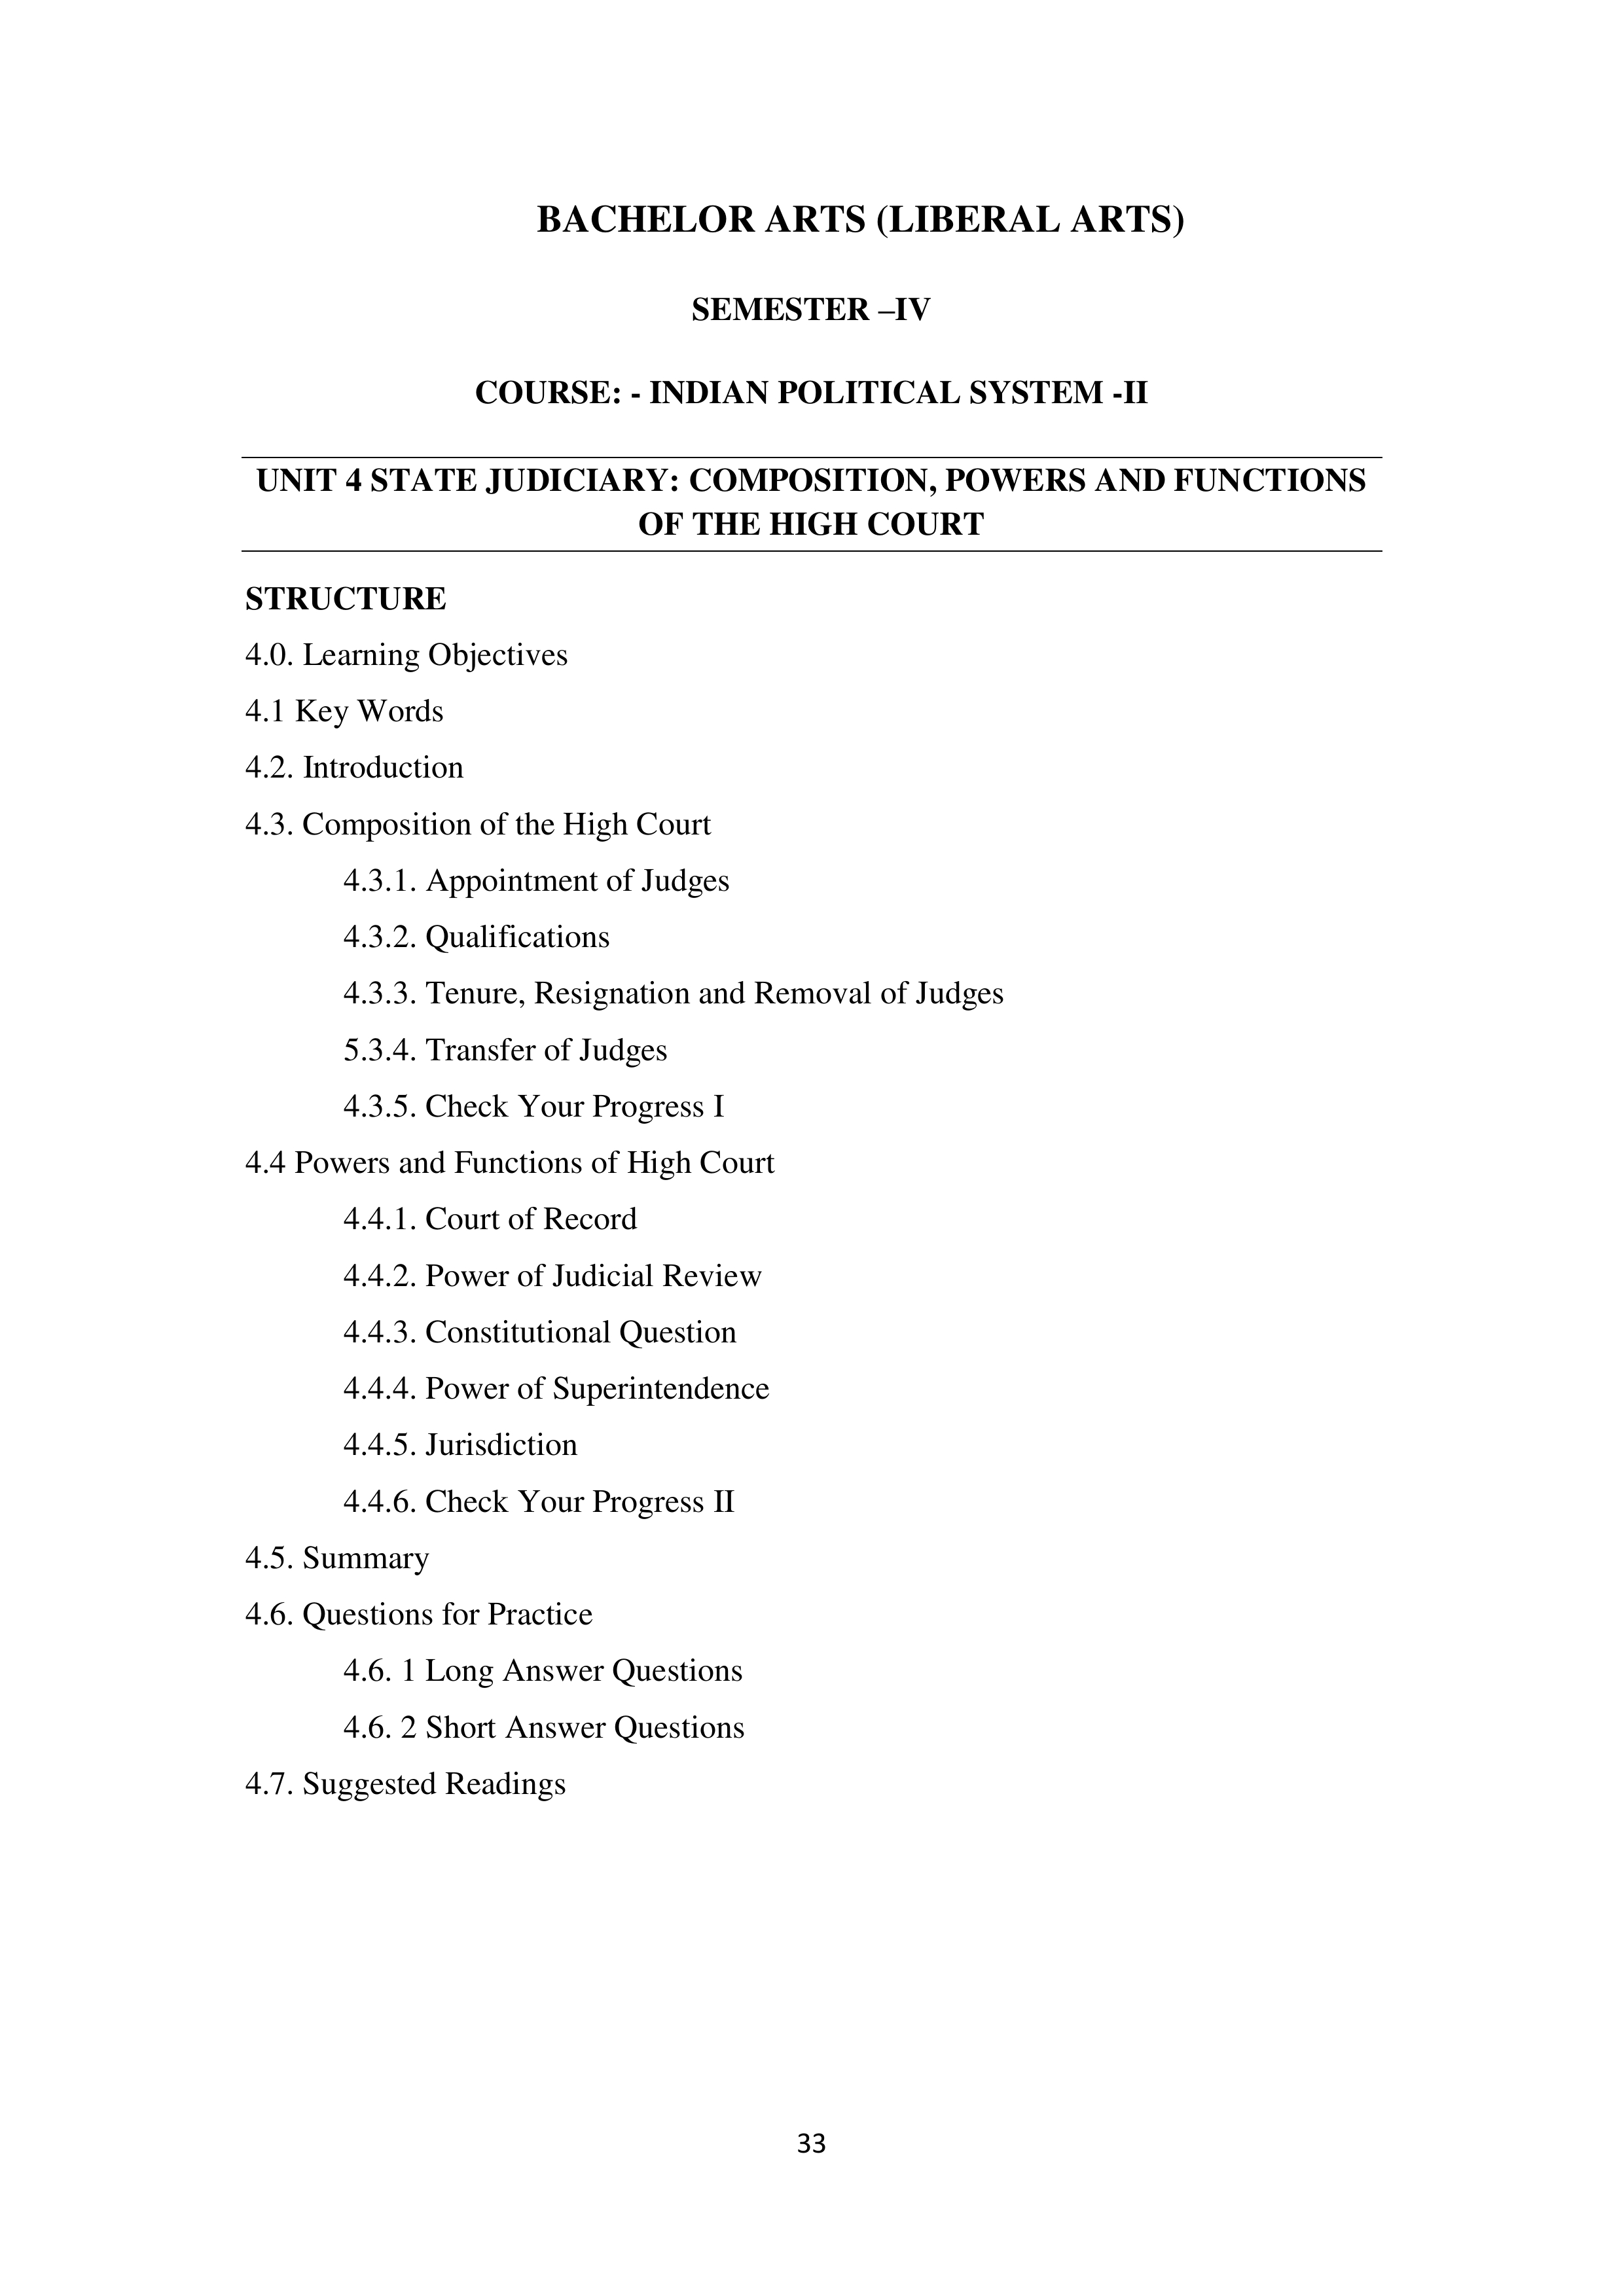 BACHELOR ARTS (LIBERAL ARTS)
SEMESTER –IV
COURSE: - INDIAN POLITICAL SYSTEM -II
UNIT 4 STATE JUDICIARY: COMPOSITION, POWERS AND FUNCTIONS
OF THE HIGH COURT
STRUCTURE
4.0. Learning Objectives
4.1 Key Words
4.2. Introduction
4.3. Composition of the High Court
4.3.1. Appointment of Judges
4.3.2. Qualifications
4.3.3. Tenure, Resignation and Removal of Judges
5.3.4. Transfer of Judges
4.3.5. Check Your Progress I
4.4 Powers and Functions of High Court
4.4.1. Court of Record
4.4.2. Power of Judicial Review
4.4.3. Constitutional Question
4.4.4. Power of Superintendence
4.4.5. Jurisdiction
4.4.6. Check Your Progress II
4.5. Summary
4.6. Questions for Practice
4.6. 1 Long Answer Questions
4.6. 2 Short Answer Questions
4.7. Suggested Readings
33